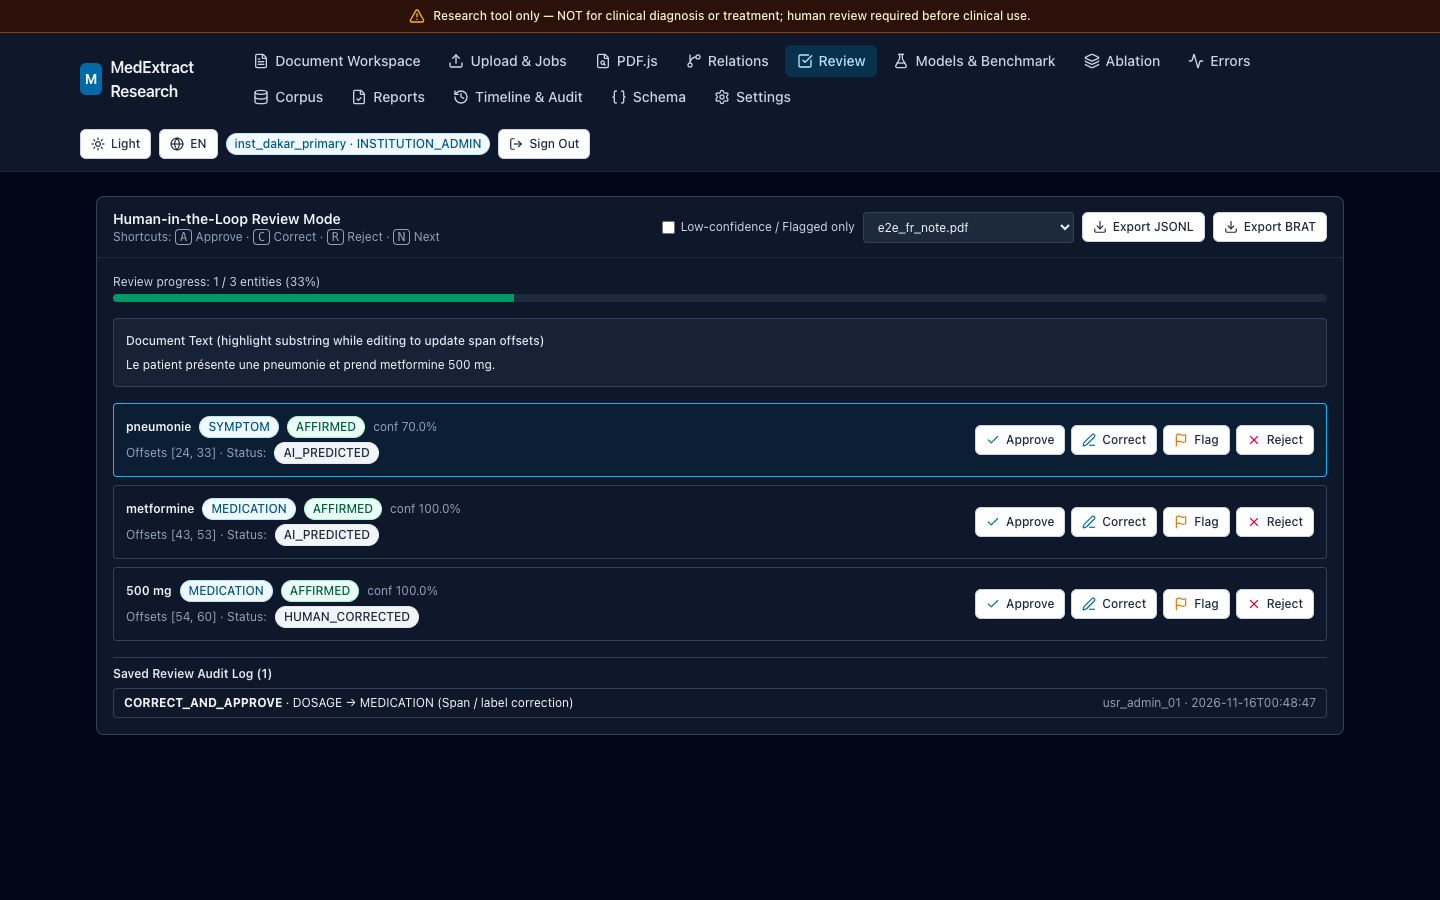 Research tool only — NOT for clinical diagnosis or treatment; human review required before clinical use.
M
MedExtract Research
Document Workspace
Upload & Jobs
PDF.js
Relations
Review
Models & Benchmark
Ablation
Errors
Corpus
Reports
Timeline & Audit
Schema
Settings
Light
EN
inst_dakar_primary · INSTITUTION_ADMIN
Sign Out
Human-in-the-Loop Review Mode
Shortcuts: A Approve · C Correct · R Reject · N Next
Low-confidence / Flagged only
e2e_fr_note.pdf
Export JSONL
Export BRAT
Review progress: 1 / 3 entities (33%)
Document Text (highlight substring while editing to update span offsets)
Le patient présente une pneumonie et prend metformine 500 mg.
pneumonie SYMPTOM AFFIRMED conf 70.0%
Offsets [24, 33] · Status: AI_PREDICTED
Approve Correct Flag Reject
metformine MEDICATION AFFIRMED conf 100.0%
Offsets [43, 53] · Status: AI_PREDICTED
Approve Correct Flag Reject
500 mg MEDICATION AFFIRMED conf 100.0%
Offsets [54, 60] · Status: HUMAN_CORRECTED
Approve Correct Flag Reject
Saved Review Audit Log (1)
CORRECT_AND_APPROVE · DOSAGE → MEDICATION (Span / label correction)
usr_admin_01 · 2026-11-16T00:48:47